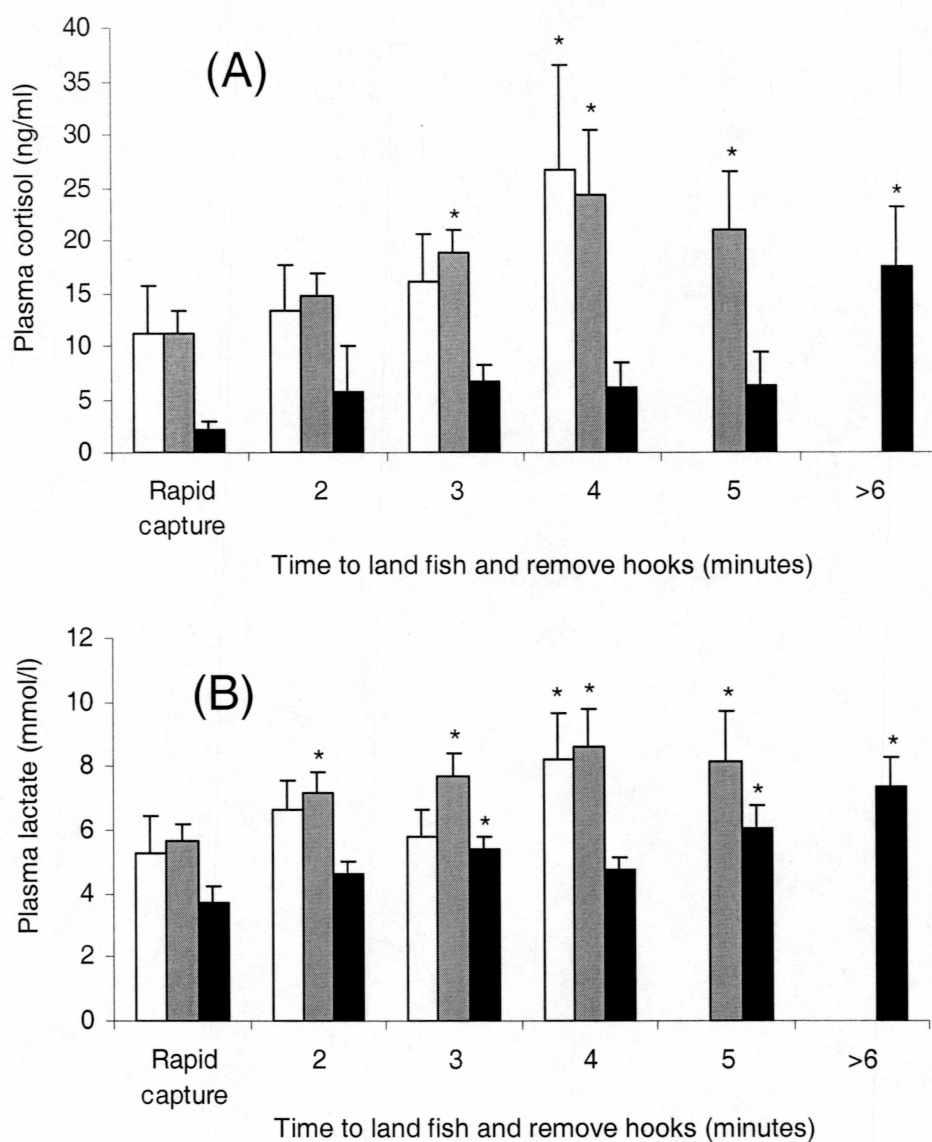 (A)
Plasma cortisol (ng/ml)
40
35
30
25
20
15
10
5
0
* * * * *
Rapid capture 2 3 4 5 >6
Time to land fish and remove hooks (minutes)
(B)
Plasma lactate (mmol/l)
12
10
8
6
4
2
0
* * * * * * * *
Rapid capture 2 3 4 5 >6
Time to land fish and remove hooks (minutes)